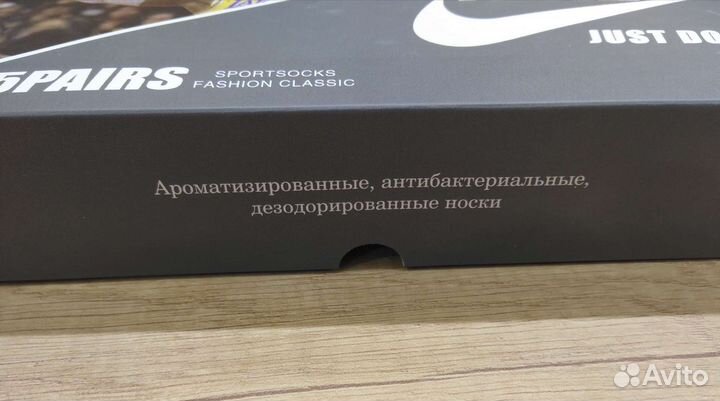 JUST DO
5PAIRS
SPORTSOCKS
FASHION CLASSIC
Ароматизированные, антибактериальные,
дезодорированные носки
Avito